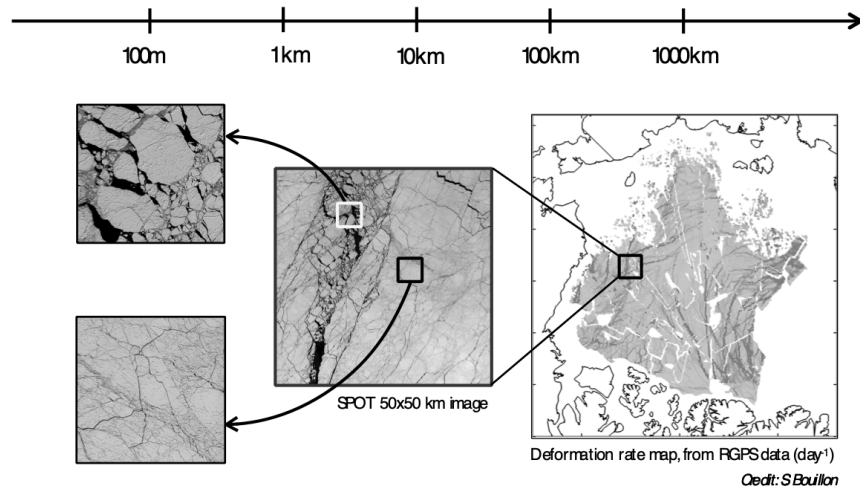 100m
1km
10km
100km
1000km
SPOT 50x50 km image
Deformation rate map, from RGPS data (day-1)
Credit: S Bouillon